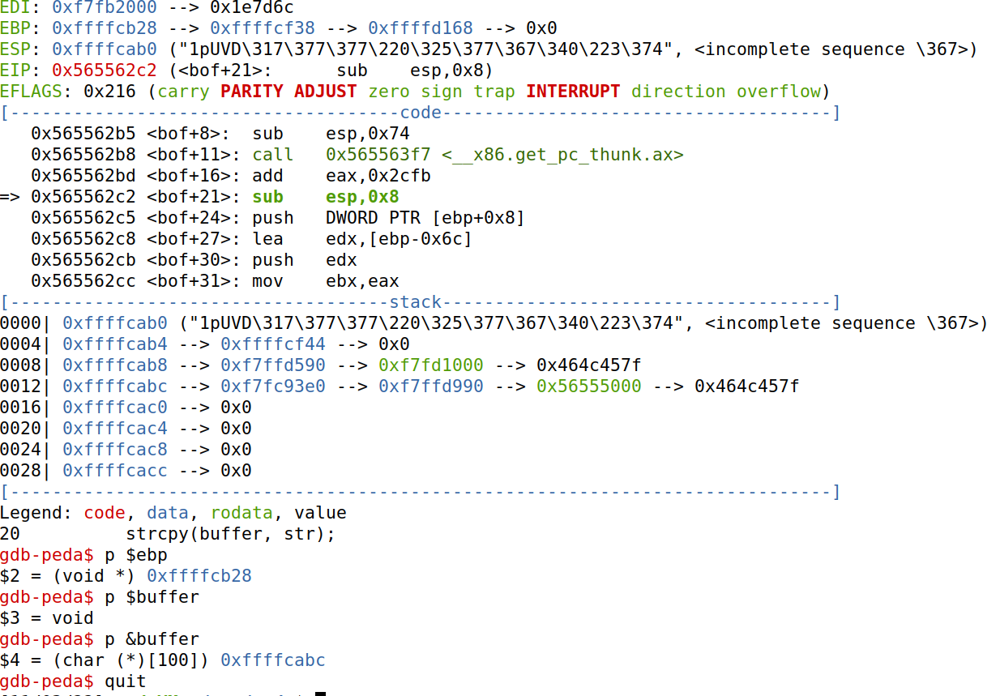 EDI: 0xf7fb2000 --> 0x1e7d6c
EBP: 0xffffcb28 --> 0xffffcf38 --> 0xffffd168 --> 0x0
ESP: 0xffffcab0 ("1pUVD\317\377\377\220\325\377\367\340\223\374", <incomplete sequence \367>)
EIP: 0x565562c2 (<bof+21>:      sub    esp,0x8)
EFLAGS: 0x216 (carry PARITY ADJUST zero sign trap INTERRUPT direction overflow)
[-------------------------------------code-------------------------------------]
   0x565562b5 <bof+8>:  sub    esp,0x74
   0x565562b8 <bof+11>: call   0x565563f7 <__x86.get_pc_thunk.ax>
   0x565562bd <bof+16>: add    eax,0x2cfb
=> 0x565562c2 <bof+21>: sub    esp,0x8
   0x565562c5 <bof+24>: push   DWORD PTR [ebp+0x8]
   0x565562c8 <bof+27>: lea    edx,[ebp-0x6c]
   0x565562cb <bof+30>: push   edx
   0x565562cc <bof+31>: mov    ebx,eax
[------------------------------------stack-------------------------------------]
0000| 0xffffcab0 ("1pUVD\317\377\377\220\325\377\367\340\223\374", <incomplete sequence \367>)
0004| 0xffffcab4 --> 0xffffcf44 --> 0x0
0008| 0xffffcab8 --> 0xf7ffd590 --> 0xf7fd1000 --> 0x464c457f
0012| 0xffffcabc --> 0xf7fc93e0 --> 0xf7ffd990 --> 0x56555000 --> 0x464c457f
0016| 0xffffcac0 --> 0x0
0020| 0xffffcac4 --> 0x0
0024| 0xffffcac8 --> 0x0
0028| 0xffffcacc --> 0x0
[------------------------------------------------------------------------------]
Legend: code, data, rodata, value
20          strcpy(buffer, str);
gdb-peda$ p $ebp
$2 = (void *) 0xffffcb28
gdb-peda$ p $buffer
$3 = void
gdb-peda$ p &buffer
$4 = (char (*)[100]) 0xffffcabc
gdb-peda$ quit